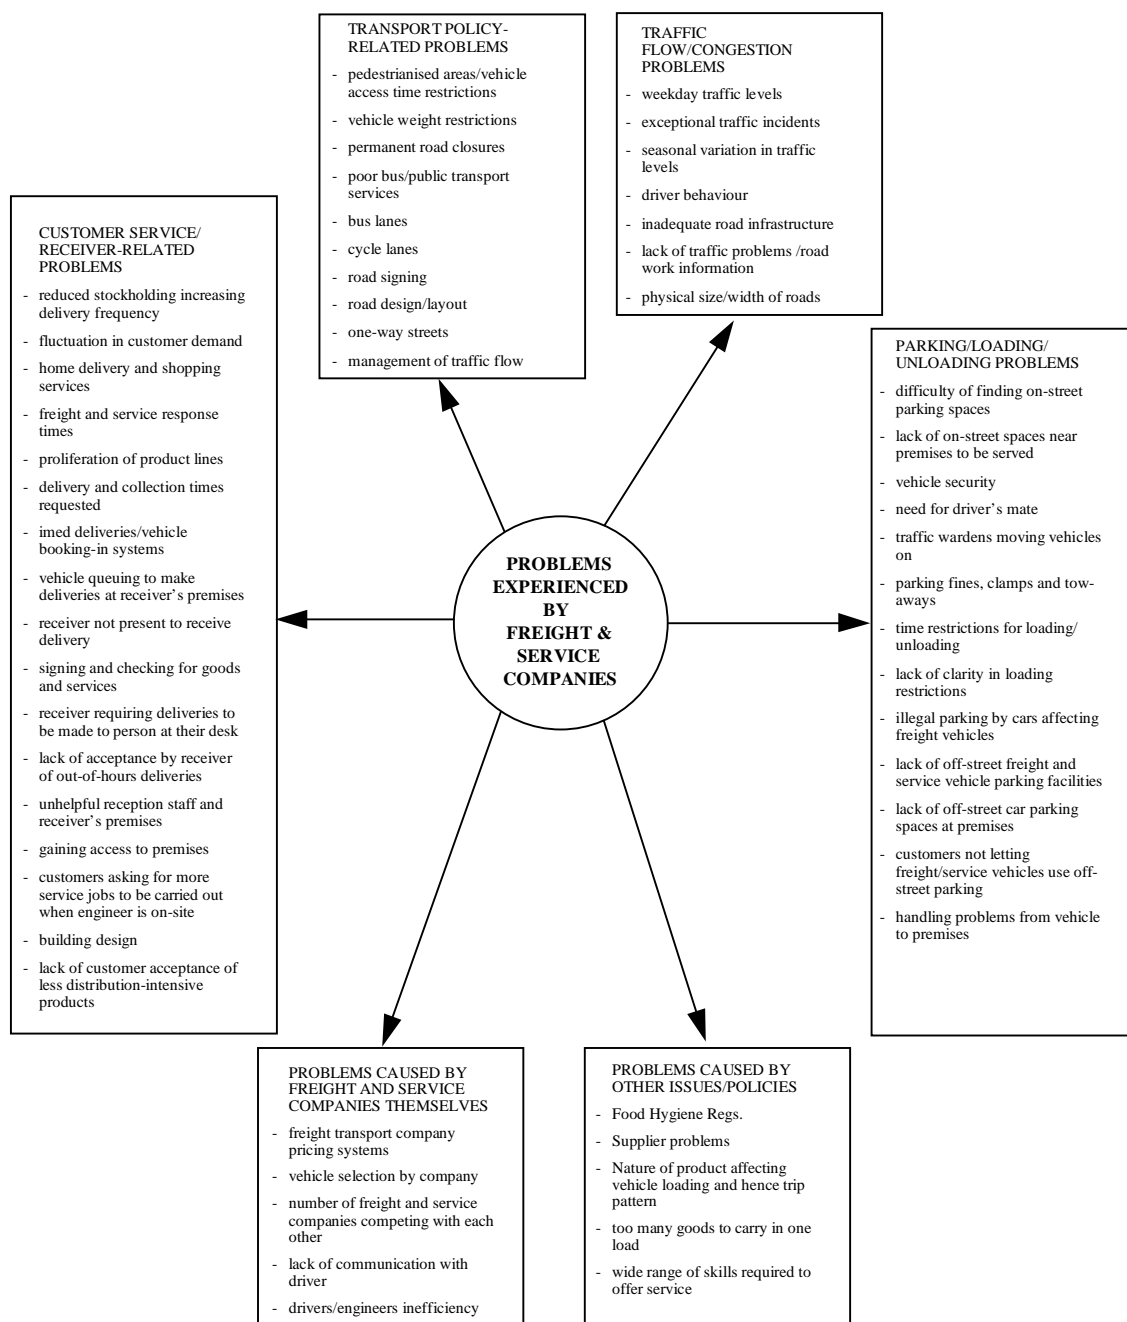 TRANSPORT POLICY-
RELATED PROBLEMS
- pedestrianised areas/vehicle
access time restrictions
- vehicle weight restrictions
- permanent road closures
- poor bus/public transport
services
- bus lanes
- cycle lanes
- road signing
- road design/layout
- one-way streets
- management of traffic flow
TRAFFIC
FLOW/CONGESTION
PROBLEMS
- weekday traffic levels
- exceptional traffic incidents
- seasonal variation in traffic
levels
- driver behaviour
- inadequate road infrastructure
- lack of traffic problems /road
work information
- physical size/width of roads
CUSTOMER SERVICE/
RECEIVER-RELATED
PROBLEMS
- reduced stockholding increasing
delivery frequency
- fluctuation in customer demand
- home delivery and shopping
services
- freight and service response
times
- proliferation of product lines
- delivery and collection times
requested
- imed deliveries/vehicle
booking-in systems
- vehicle queuing to make
deliveries at receiver's premises
- receiver not present to receive
delivery
- signing and checking for goods
and services
- receiver requiring deliveries to
be made to person at their desk
- lack of acceptance by receiver
of out-of-hours deliveries
- unhelpful reception staff and
receiver's premises
- gaining access to premises
- customers asking for more
service jobs to be carried out
when engineer is on-site
- building design
- lack of customer acceptance of
less distribution-intensive
products
PROBLEMS
EXPERIENCED
BY
FREIGHT &
SERVICE
COMPANIES
PARKING/LOADING/
UNLOADING PROBLEMS
- difficulty of finding on-street
parking spaces
- lack of on-street spaces near
premises to be served
- vehicle security
- need for driver's mate
- traffic wardens moving vehicles
on
- parking fines, clamps and tow-
aways
- time restrictions for loading/
unloading
- lack of clarity in loading
restrictions
- illegal parking by cars affecting
freight vehicles
- lack of off-street freight and
service vehicle parking facilities
- lack of off-street car parking
spaces at premises
- customers not letting
freight/service vehicles use off-
street parking
- handling problems from vehicle
to premises
PROBLEMS CAUSED BY
FREIGHT AND SERVICE
COMPANIES THEMSELVES
- freight transport company
pricing systems
- vehicle selection by company
- number of freight and service
companies competing with each
other
- lack of communication with
driver
- drivers/engineers inefficiency
PROBLEMS CAUSED BY
OTHER ISSUES/POLICIES
- Food Hygiene Regs.
- Supplier problems
- Nature of product affecting
vehicle loading and hence trip
pattern
- too many goods to carry in one
load
- wide range of skills required to
offer service